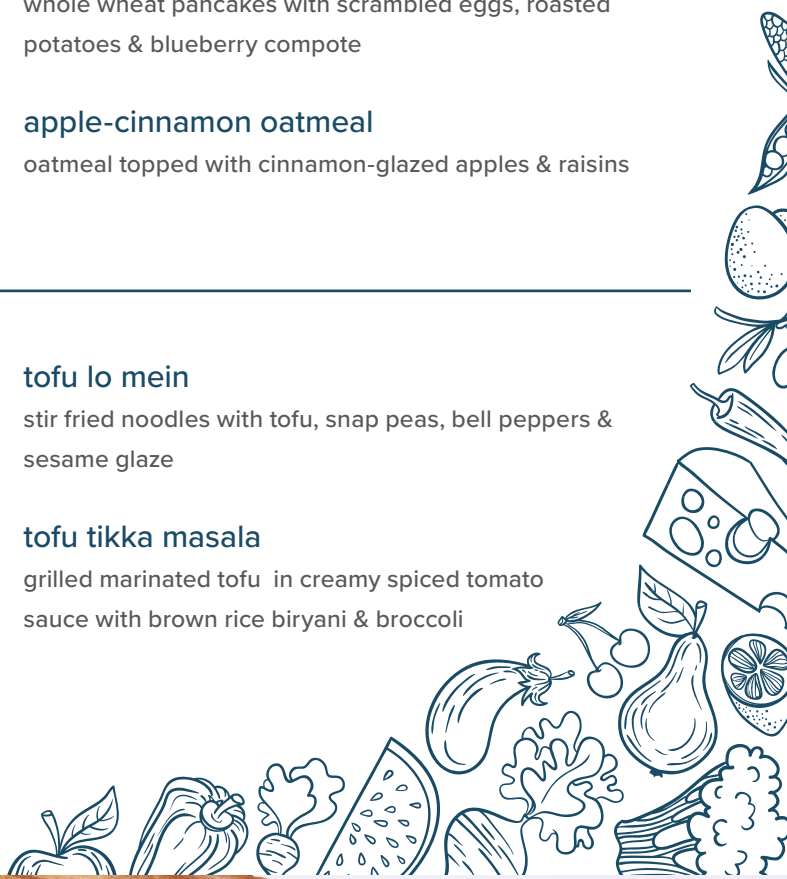 whole wheat pancakes with scrambled eggs, roasted
potatoes & blueberry compote
apple-cinnamon oatmeal
oatmeal topped with cinnamon-glazed apples & raisins
tofu lo mein
stir fried noodles with tofu, snap peas, bell peppers &
sesame glaze
tofu tikka masala
grilled marinated tofu  in creamy spiced tomato
sauce with brown rice biryani & broccoli